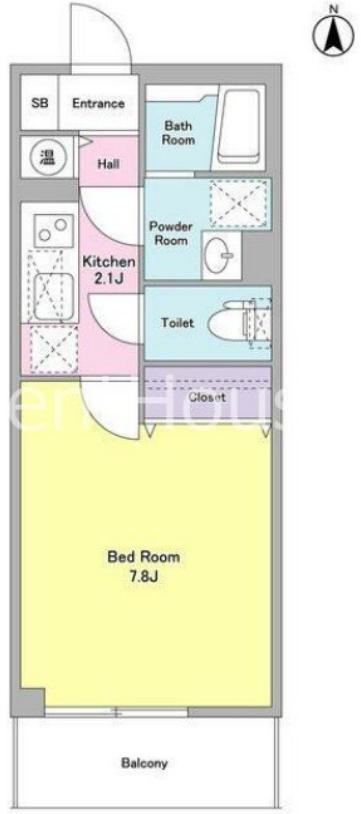 N
SB
Entrance
Bath
Room
温
Hall
Powder
Room
Kitchen
2.1J
Toilet
Closet
Bed Room
7.8J
Balcony